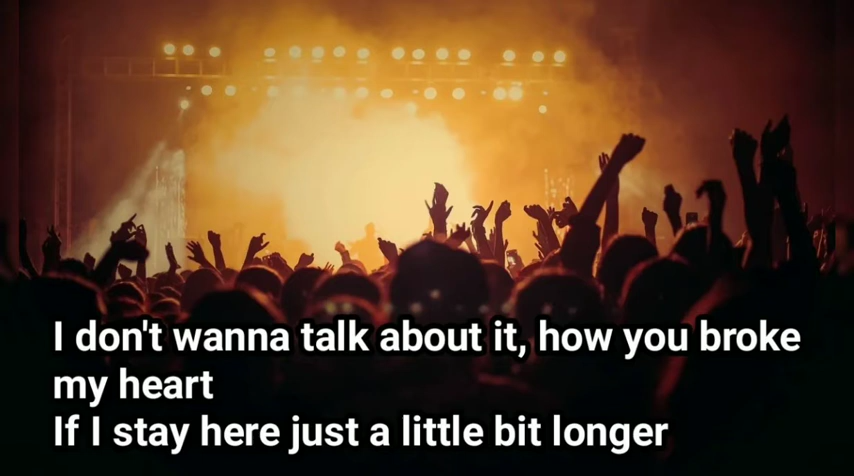 I don't wanna talk about it, how you broke
my heart
If I stay here just a little bit longer